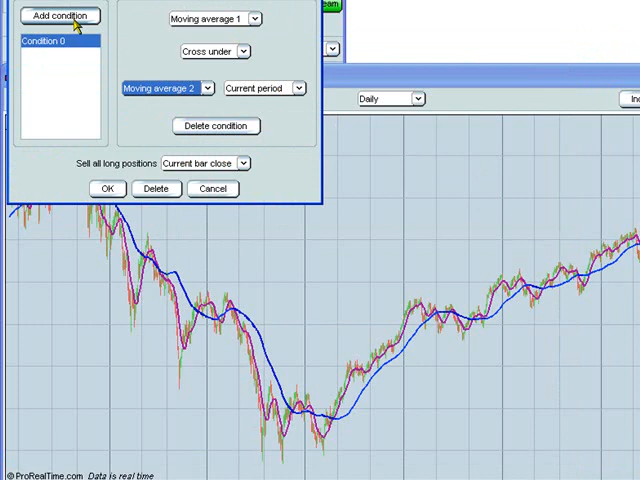 Add condition
Moving average 1
Condition 0
Cross under
Moving average 2
Current period
Daily
Delete condition
Sell all long positions
Current bar close
OK
Delete
Cancel
© ProRealTime.com Data is real time